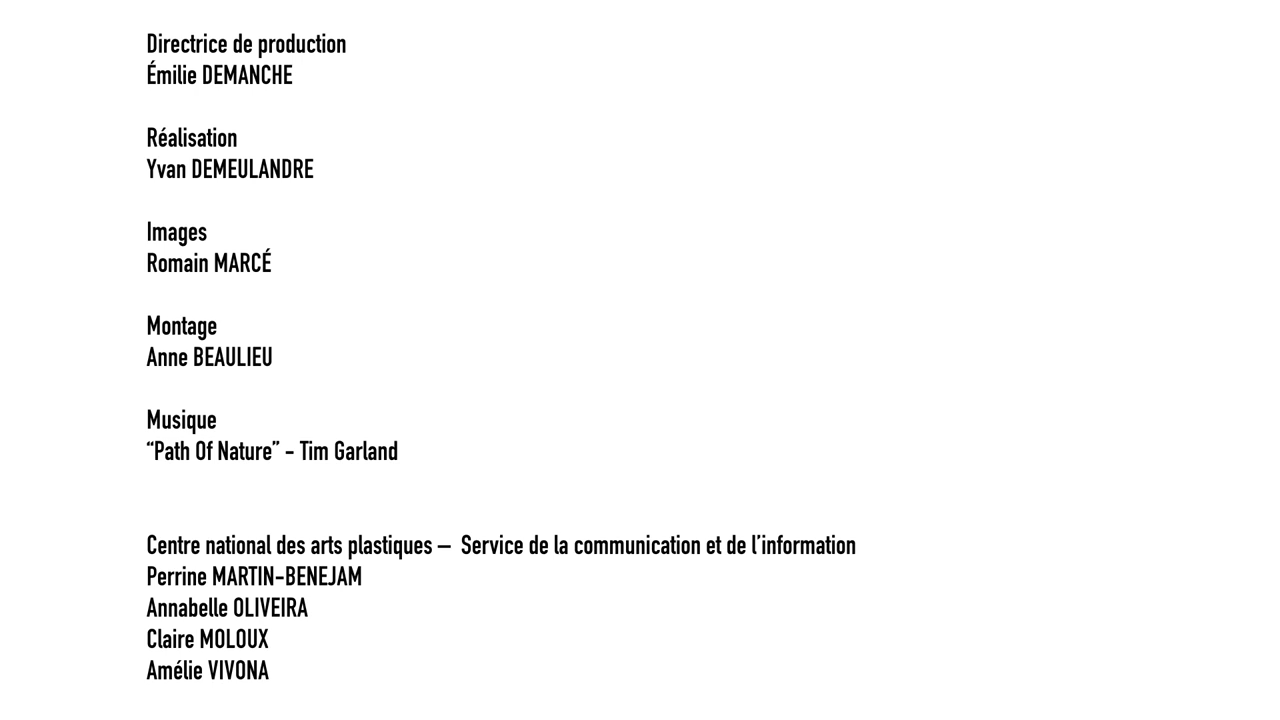 Directrice de production
Émilie DEMANCHE
Réalisation
Yvan DEMEULANDRE
Images
Romain MARCÉ
Montage
Anne BEAULIEU
Musique
“Path Of Nature” - Tim Garland
Centre national des arts plastiques – Service de la communication et de l’information
Perrine MARTIN-BENEJAM
Annabelle OLIVEIRA
Claire MOLOUX
Amélie VIVONA